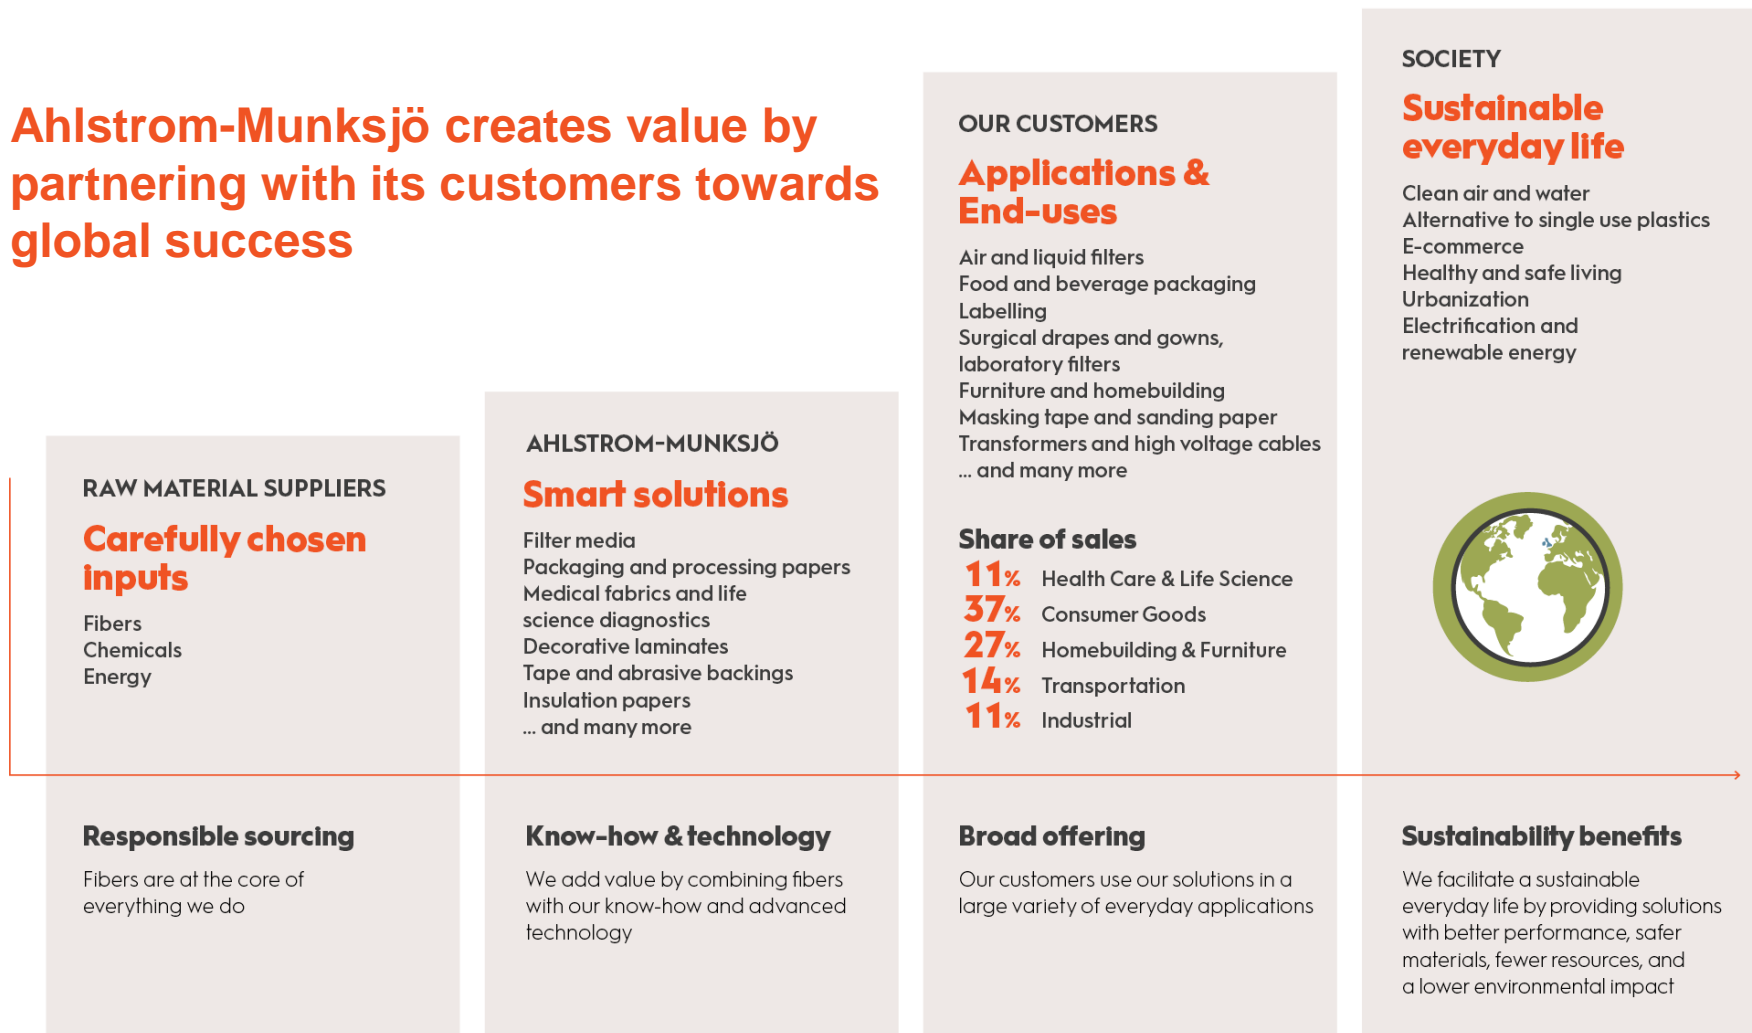 Ahlstrom-Munksjö creates value by
partnering with its customers towards
global success
RAW MATERIAL SUPPLIERS
Carefully chosen
inputs
Fibers
Chemicals
Energy
Responsible sourcing
Fibers are at the core of
everything we do
AHLSTROM-MUNKSJÖ
Smart solutions
Filter media
Packaging and processing papers
Medical fabrics and life
science diagnostics
Decorative laminates
Tape and abrasive backings
Insulation papers
... and many more
Know-how & technology
We add value by combining fibers
with our know-how and advanced
technology
OUR CUSTOMERS
Applications &
End-uses
Air and liquid filters
Food and beverage packaging
Labelling
Surgical drapes and gowns,
laboratory filters
Furniture and homebuilding
Masking tape and sanding paper
Transformers and high voltage cables
... and many more
Share of sales
11% Health Care & Life Science
37% Consumer Goods
27% Homebuilding & Furniture
14% Transportation
11% Industrial
Broad offering
Our customers use our solutions in a
large variety of everyday applications
SOCIETY
Sustainable
everyday life
Clean air and water
Alternative to single use plastics
E-commerce
Healthy and safe living
Urbanization
Electrification and
renewable energy
Sustainability benefits
We facilitate a sustainable
everyday life by providing solutions
with better performance, safer
materials, fewer resources, and
a lower environmental impact